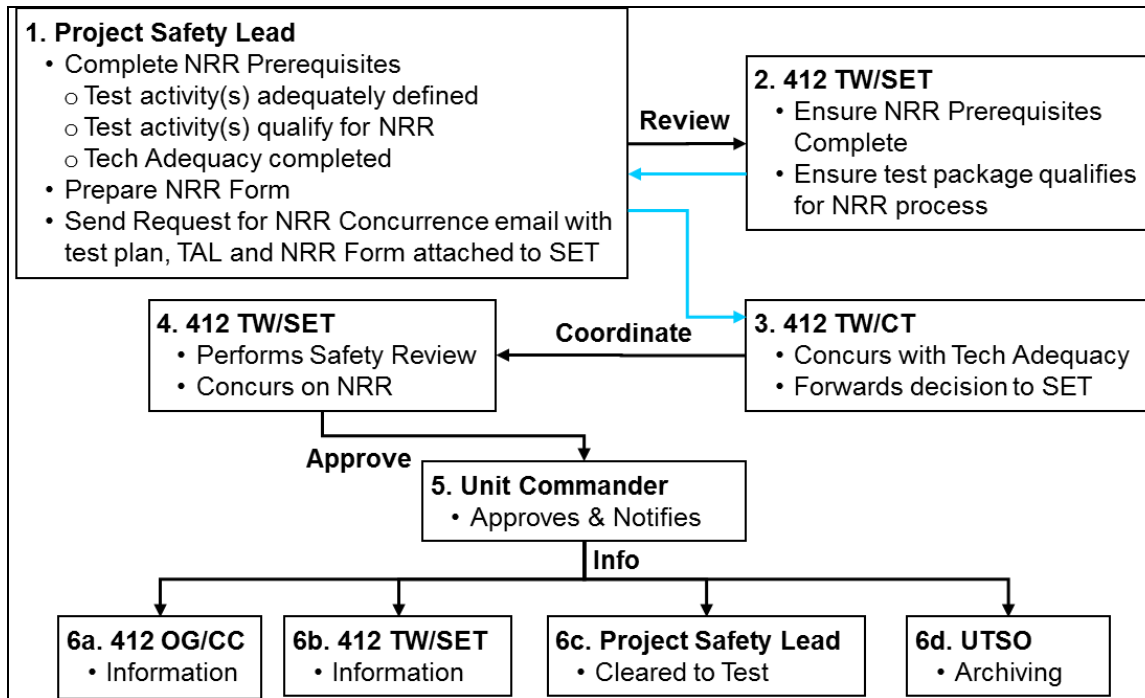 1. Project Safety Lead
• Complete NRR Prerequisites
o Test activity(s) adequately defined
o Test activity(s) qualify for NRR
o Tech Adequacy completed
• Prepare NRR Form
• Send Request for NRR Concurrence email with
test plan, TAL and NRR Form attached to SET
Review
2. 412 TW/SET
• Ensure NRR Prerequisites
Complete
• Ensure test package qualifies
for NRR process
3. 412 TW/CT
• Concurs with Tech Adequacy
• Forwards decision to SET
Coordinate
4. 412 TW/SET
• Performs Safety Review
• Concurs on NRR
Approve
5. Unit Commander
• Approves & Notifies
Info
6a. 412 OG/CC
• Information
6b. 412 TW/SET
• Information
6c. Project Safety Lead
• Cleared to Test
6d. UTSO
• Archiving